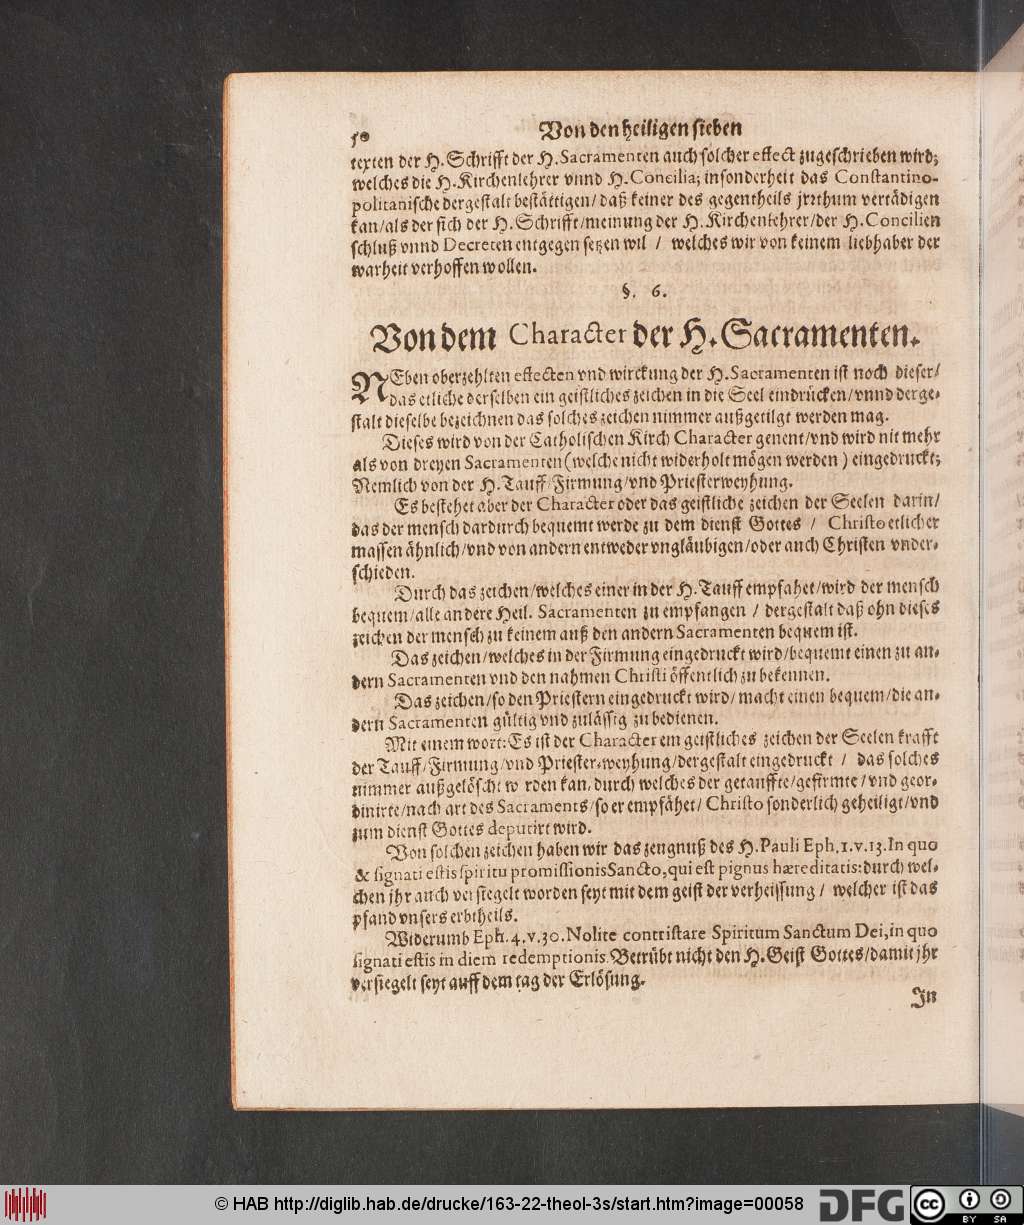 50 Von den heiligen sieben
texten der H. Schrifft der H. Sacramenten auch solcher effect zugeschrieben wird;
welches die H. Kirchenlehrer vnnd H. Concilia; insonderheit das Constantino-
politanische dergestalt bestättigen/ daß keiner des gegentheils jrrthum vertädigen
kan/als der sich der H. Schrifft/meinung der H. Kirchenlehrer/der H. Concilien
schluß vnnd Decreten entgegen setzen wil / welches wir von keinem liebhaber der
warheit verhoffen wollen.
§. 6.
Von dem Character der H. Sacramenten.
NEben oberzehlten effecten vnd wirckung der H. Sacramenten ist noch dieser/
das etliche derselben ein geistliches zeichen in die Seel eindrücken/vnnd derge-
stalt dieselbe bezeichnen das solches zeichen nimmer außgetilgt werden mag.
Dieses wird von der Catholischen Kirch Character genent/vnd wird nit mehr
als von dreyen Sacramenten (welche nicht widerholt mögen werden) eingedruckt;
Nemlich von der H. Tauff/Firmung/vnd Priesterweyhung.
Es bestehet aber der Character oder das geistliche zeichen der Seelen darin/
das der mensch dardurch bequemt werde zu dem dienst Gottes / Christo etlicher
massen ähnlich/vnd von andern entweder vngläubigen/oder auch Christen vnder-
schieden.
Durch das zeichen/welches einer in der H. Tauff empfahet/wird der mensch
bequem/alle andere Heil. Sacramenten zu empfangen / dergestalt daß ohn dieses
zeichen der mensch zu keinem auß den andern Sacramenten bequem ist.
Das zeichen/welches in der Firmung eingedruckt wird/bequemt einen zu an-
dern Sacramenten vnd den nahmen Christi öffentlich zu bekennen.
Das zeichen/so den Priestern eingedruckt wird/ macht einen bequem/die an-
dern Sacramenten gültig vnd zulässig zu bedienen.
Mit einem wort: Es ist der Character ein geistliches zeichen der Seelen krafft
der Tauff/Firmung/vnd Priester-weyhung/dergestalt eingedruckt / das solches
nimmer außgelöscht w rden kan/durch welches der getauffte/gefirmte/vnd geor-
dinirte/nach art des Sacraments/so er empfähet/ Christo sonderlich geheiligt/vnd
zum dienst Gottes deputirt wird.
Von solchen zeichen haben wir das zeugnuß des H. Pauli Eph. 1. v. 13. In quo
& signati estis spiritu promissionis Sancto, qui est pignus hæreditatis: durch wel-
chen jhr auch versiegelt worden seyt mit dem geist der verheissung / welcher ist das
pfand vnsers erbtheils.
Widerumb Eph. 4. v. 30. Nolite contristare Spiritum Sanctum Dei, in quo
signati estis in diem redemptionis. Betrübt nicht den H. Geist Gottes/damit jhr
versiegelt seyt auff dem tag der Erlösung.
In
© HAB http://diglib.hab.de/drucke/163-22-theol-3s/start.htm?image=00058 DFG CC BY SA